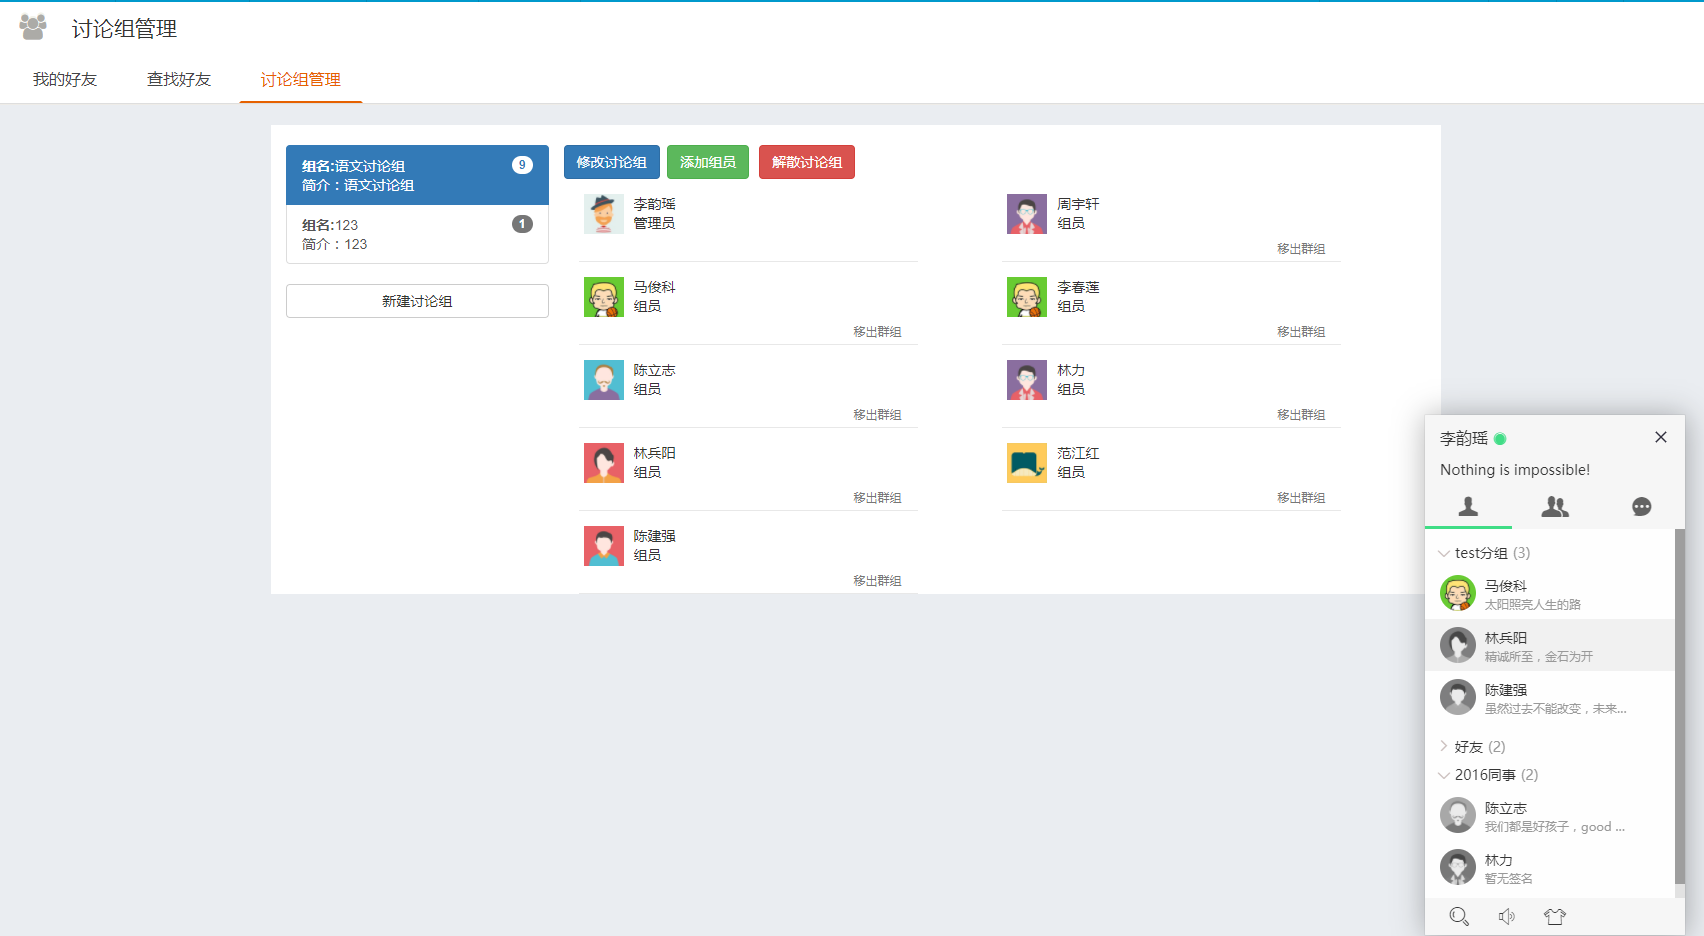 讨论组管理
我的好友 查找好友 讨论组管理
组名:语文讨论组 9
简介：语文讨论组
组名:123 1
简介：123
新建讨论组
修改讨论组 添加组员 解散讨论组
李韵瑶
管理员
周宇轩
组员
移出群组
马俊科
组员
移出群组
李春莲
组员
移出群组
陈立志
组员
移出群组
林力
组员
移出群组
林兵阳
组员
移出群组
范江红
组员
移出群组
陈建强
组员
移出群组
李韵瑶
Nothing is impossible!
test分组 (3)
马俊科
太阳照亮人生的路
林兵阳
精诚所至，金石为开
陈建强
虽然过去不能改变，未来...
好友 (2)
2016同事 (2)
陈立志
我们都是好孩子，good ...
林力
暂无签名